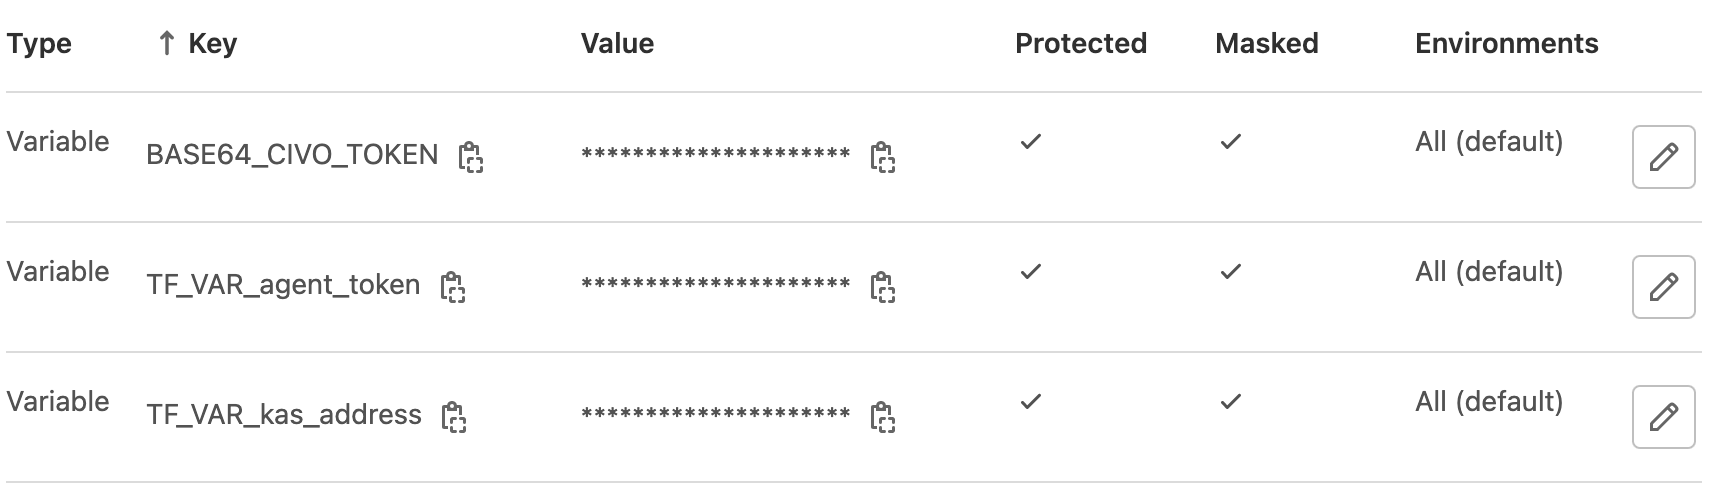 Type ↑ Key Value Protected Masked Environments
Variable BASE64_CIVO_TOKEN ********************* ✓ ✓ All (default)
Variable TF_VAR_agent_token ********************* ✓ ✓ All (default)
Variable TF_VAR_kas_address ********************* ✓ ✓ All (default)